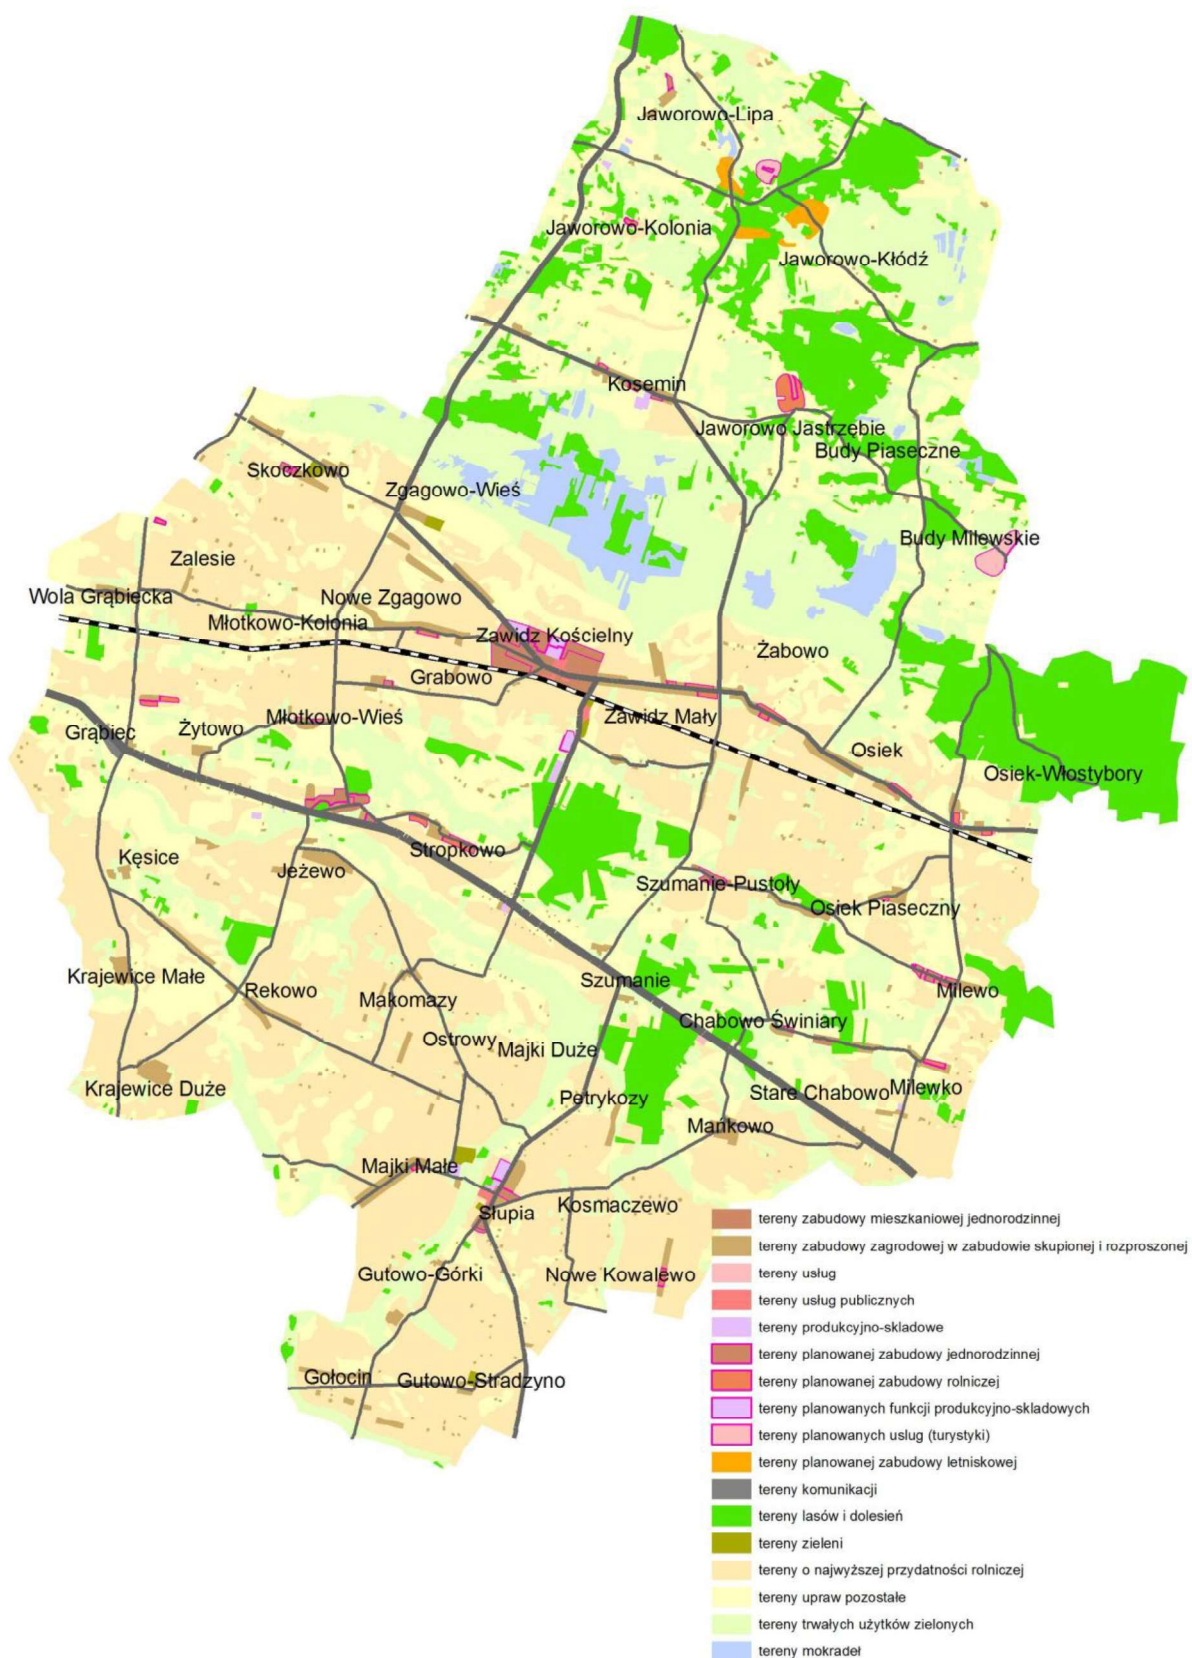 Jaworowo-Lipa
Jaworowo-Kolonia
Jaworowo-Kłódź
Kosemin
Jaworowo Jastrzębie
Budy Piaseczne
Skoczkowo
Zgagowo-Wieś
Budy Milewskie
Zalesie
Wola Grąbiecka
Nowe Zgagowo
Młotkowo-Kolonia
Zawidz Kościelny
Żabowo
Grabowo
Młotkowo-Wieś
Zawidz Mały
Grąbiec
Żytowo
Osiek
Osiek-Włostybory
Kęsice
Jeżewo
Stropkowo
Szumanie-Pustoły
Osiek Piaseczny
Krajewice Małe
Rekowo
Makomazy
Szumanie
Milewo
Chabowo Świniary
Ostrowy
Majki Duże
Krajewice Duże
Petrykozy
Stare Chabowo
Milewko
Mańkowo
Majki Małe
Słupia
Kosmaczewo
Gutowo-Górki
Nowe Kowalewo
Gołocin
Gutowo-Stradzyno
tereny zabudowy mieszkaniowej jednorodzinnej
tereny zabudowy zagrodowej w zabudowie skupionej i rozproszonej
tereny usług
tereny usług publicznych
tereny produkcyjno-składowe
tereny planowanej zabudowy jednorodzinnej
tereny planowanej zabudowy rolniczej
tereny planowanych funkcji produkcyjno-składowych
tereny planowanych uslug (turystyki)
tereny planowanej zabudowy letniskowej
tereny komunikacji
tereny lasów i dolesień
tereny zieleni
tereny o najwyższej przydatności rolniczej
tereny upraw pozostałe
tereny trwałych użytków zielonych
tereny mokradeł